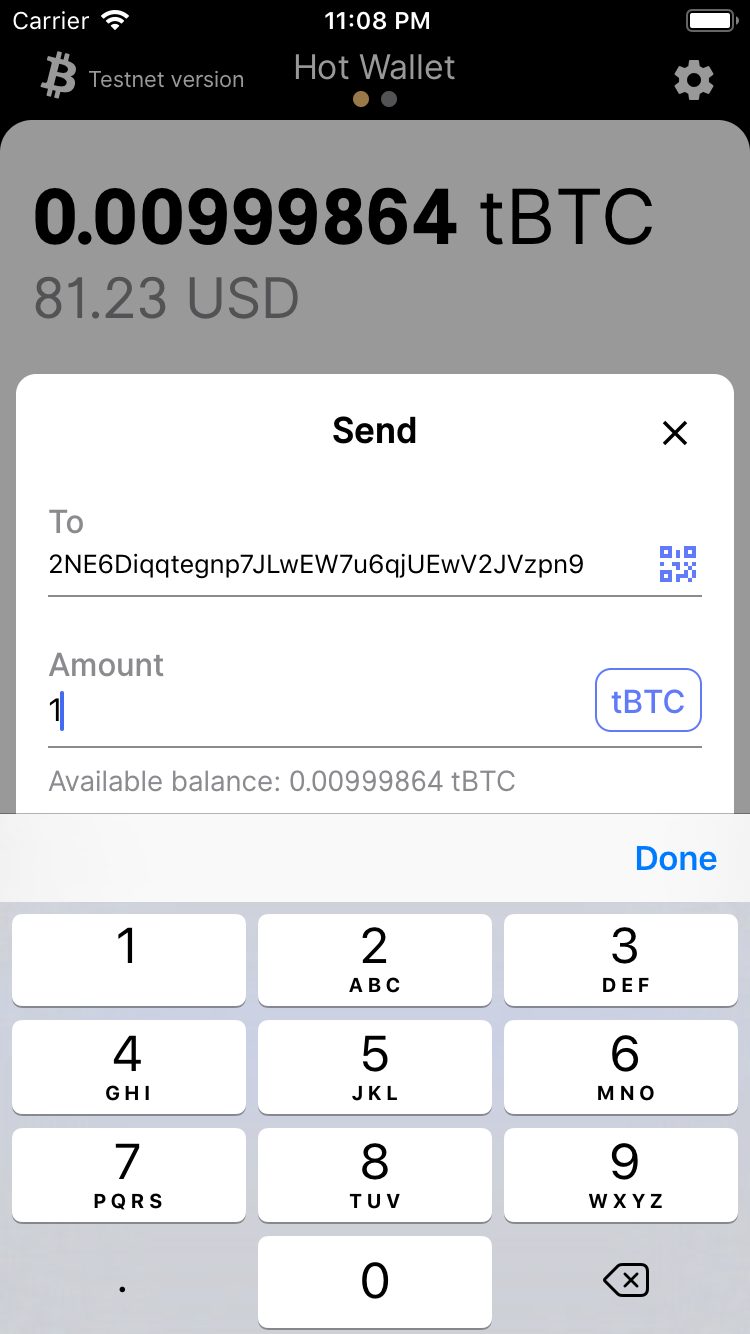 Carrier 11:08 PM
Testnet version Hot Wallet
0.00999864 tBTC
81.23 USD
Send
To
2NE6Diqqtegnp7JLwEW7u6qjUEwV2JVzpn9
Amount
1 tBTC
Available balance: 0.00999864 tBTC
Done
1 2 3
ABC DEF
4 5 6
GHI JKL MNO
7 8 9
PQRS TUV WXYZ
. 0